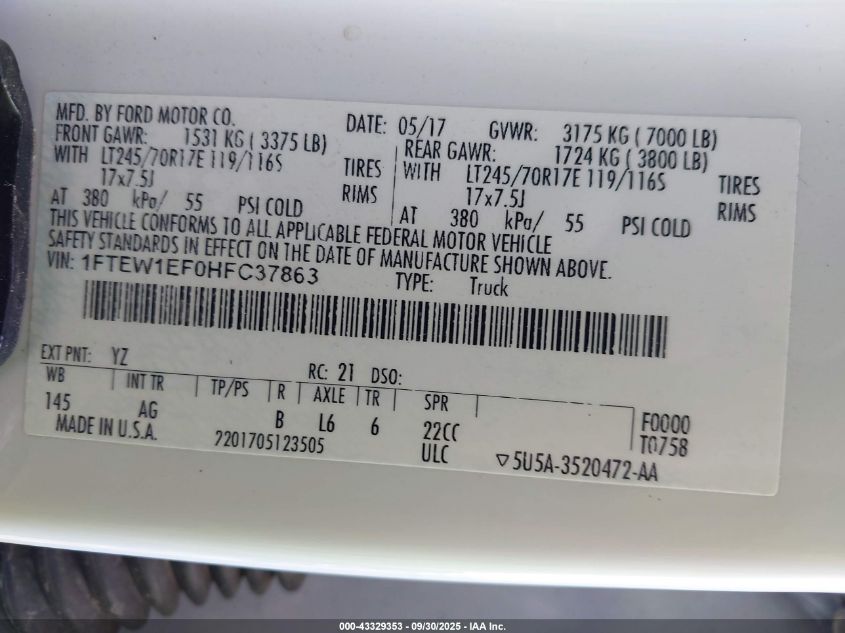 MFD. BY FORD MOTOR CO. DATE: 05/17 GVWR: 3175 KG ( 7000 LB)
FRONT GAWR: 1531 KG ( 3375 LB) REAR GAWR: 1724 KG ( 3800 LB)
WITH LT245/70R17E 119/116S TIRES WITH LT245/70R17E 119/116S TIRES
17x7.5J RIMS 17x7.5J RIMS
AT 380 kPa/ 55 PSI COLD AT 380 kPa/ 55 PSI COLD
THIS VEHICLE CONFORMS TO ALL APPLICABLE FEDERAL MOTOR VEHICLE
SAFETY STANDARDS IN EFFECT ON THE DATE OF MANUFACTURE SHOWN ABOVE.
VIN: 1FTEW1EF0HFC37863 TYPE: Truck
EXT PNT: YZ RC: 21 DSO:
WB INT TR TP/PS R AXLE TR SPR
145 AG B L6 6 22CC F0000
MADE IN U.S.A. 2201705123505 ULC T0758
▽5U5A-3520472-AA
000-43329353 - 09/30/2025 - IAA Inc.